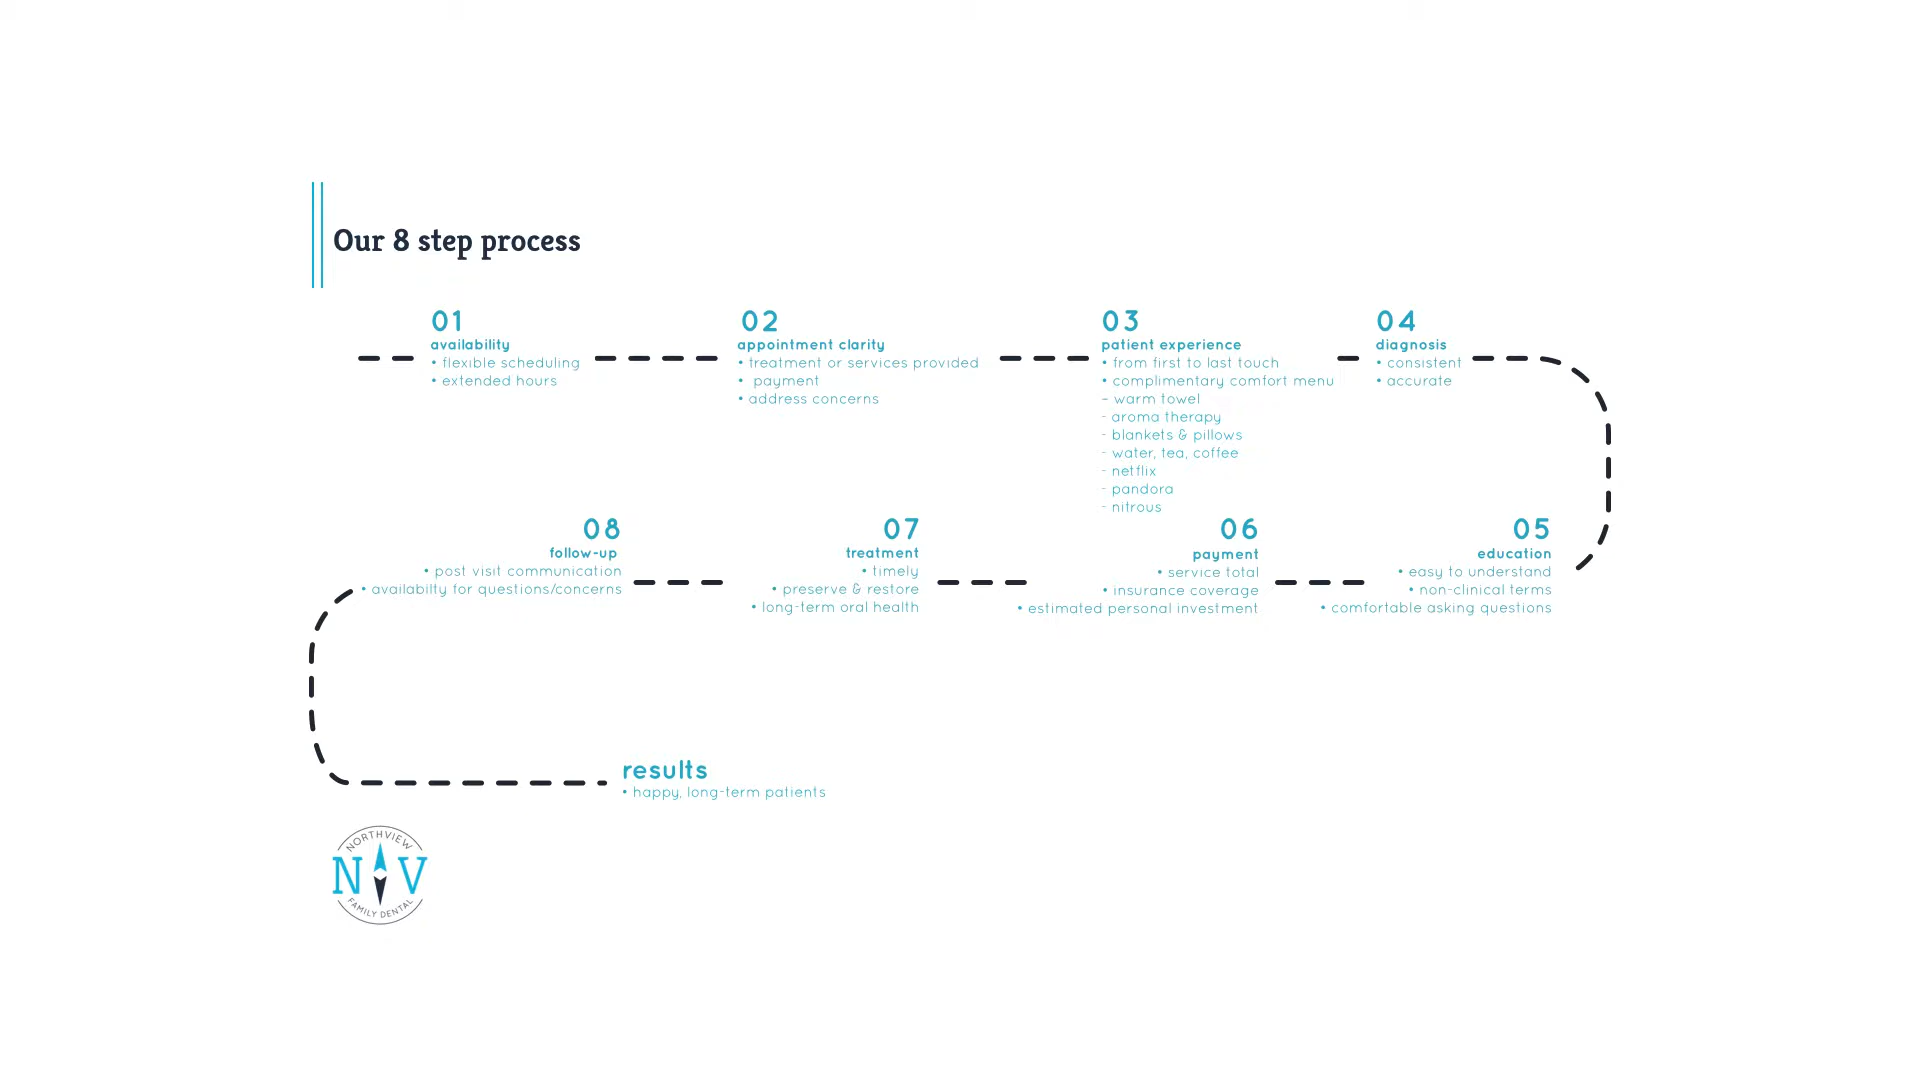 Our 8 step process
01
availability
• flexible scheduling
• extended hours
02
appointment clarity
• treatment or services provided
• payment
• address concerns
03
patient experience
• from first to last touch
• complimentary comfort menu
- warm towel
- aroma therapy
- blankets & pillows
- water, tea, coffee
- netflix
- pandora
- nitrous
04
diagnosis
• consistent
• accurate
05
education
• easy to understand
• non-clinical terms
• comfortable asking questions
06
payment
• service total
• insurance coverage
• estimated personal investment
07
treatment
• timely
• preserve & restore
• long-term oral health
08
follow-up
• post visit communication
• availabilty for questions/concerns
results
• happy, long-term patients
NORTHVIEW
N V
FAMILY DENTAL